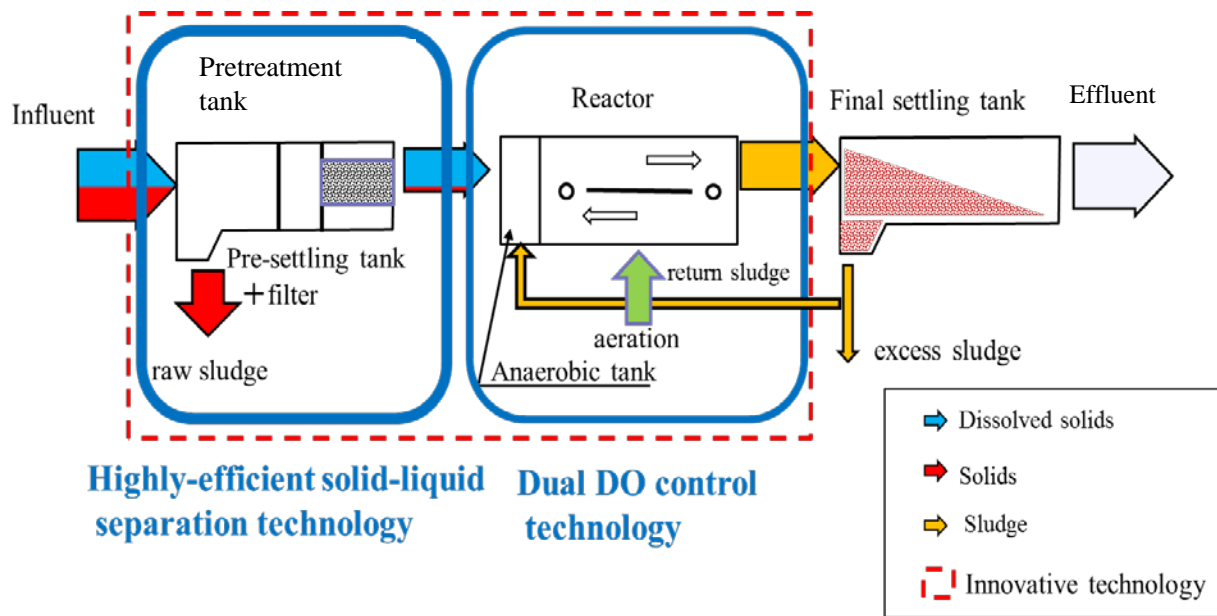 Pretreatment
tank
Influent
Reactor
Final settling tank
Effluent
Pre-settling tank
+filter
return sludge
raw sludge
aeration
Anaerobic tank
excess sludge
Highly-efficient solid-liquid
separation technology
Dual DO control
technology
Dissolved solids
Solids
Sludge
Innovative technology